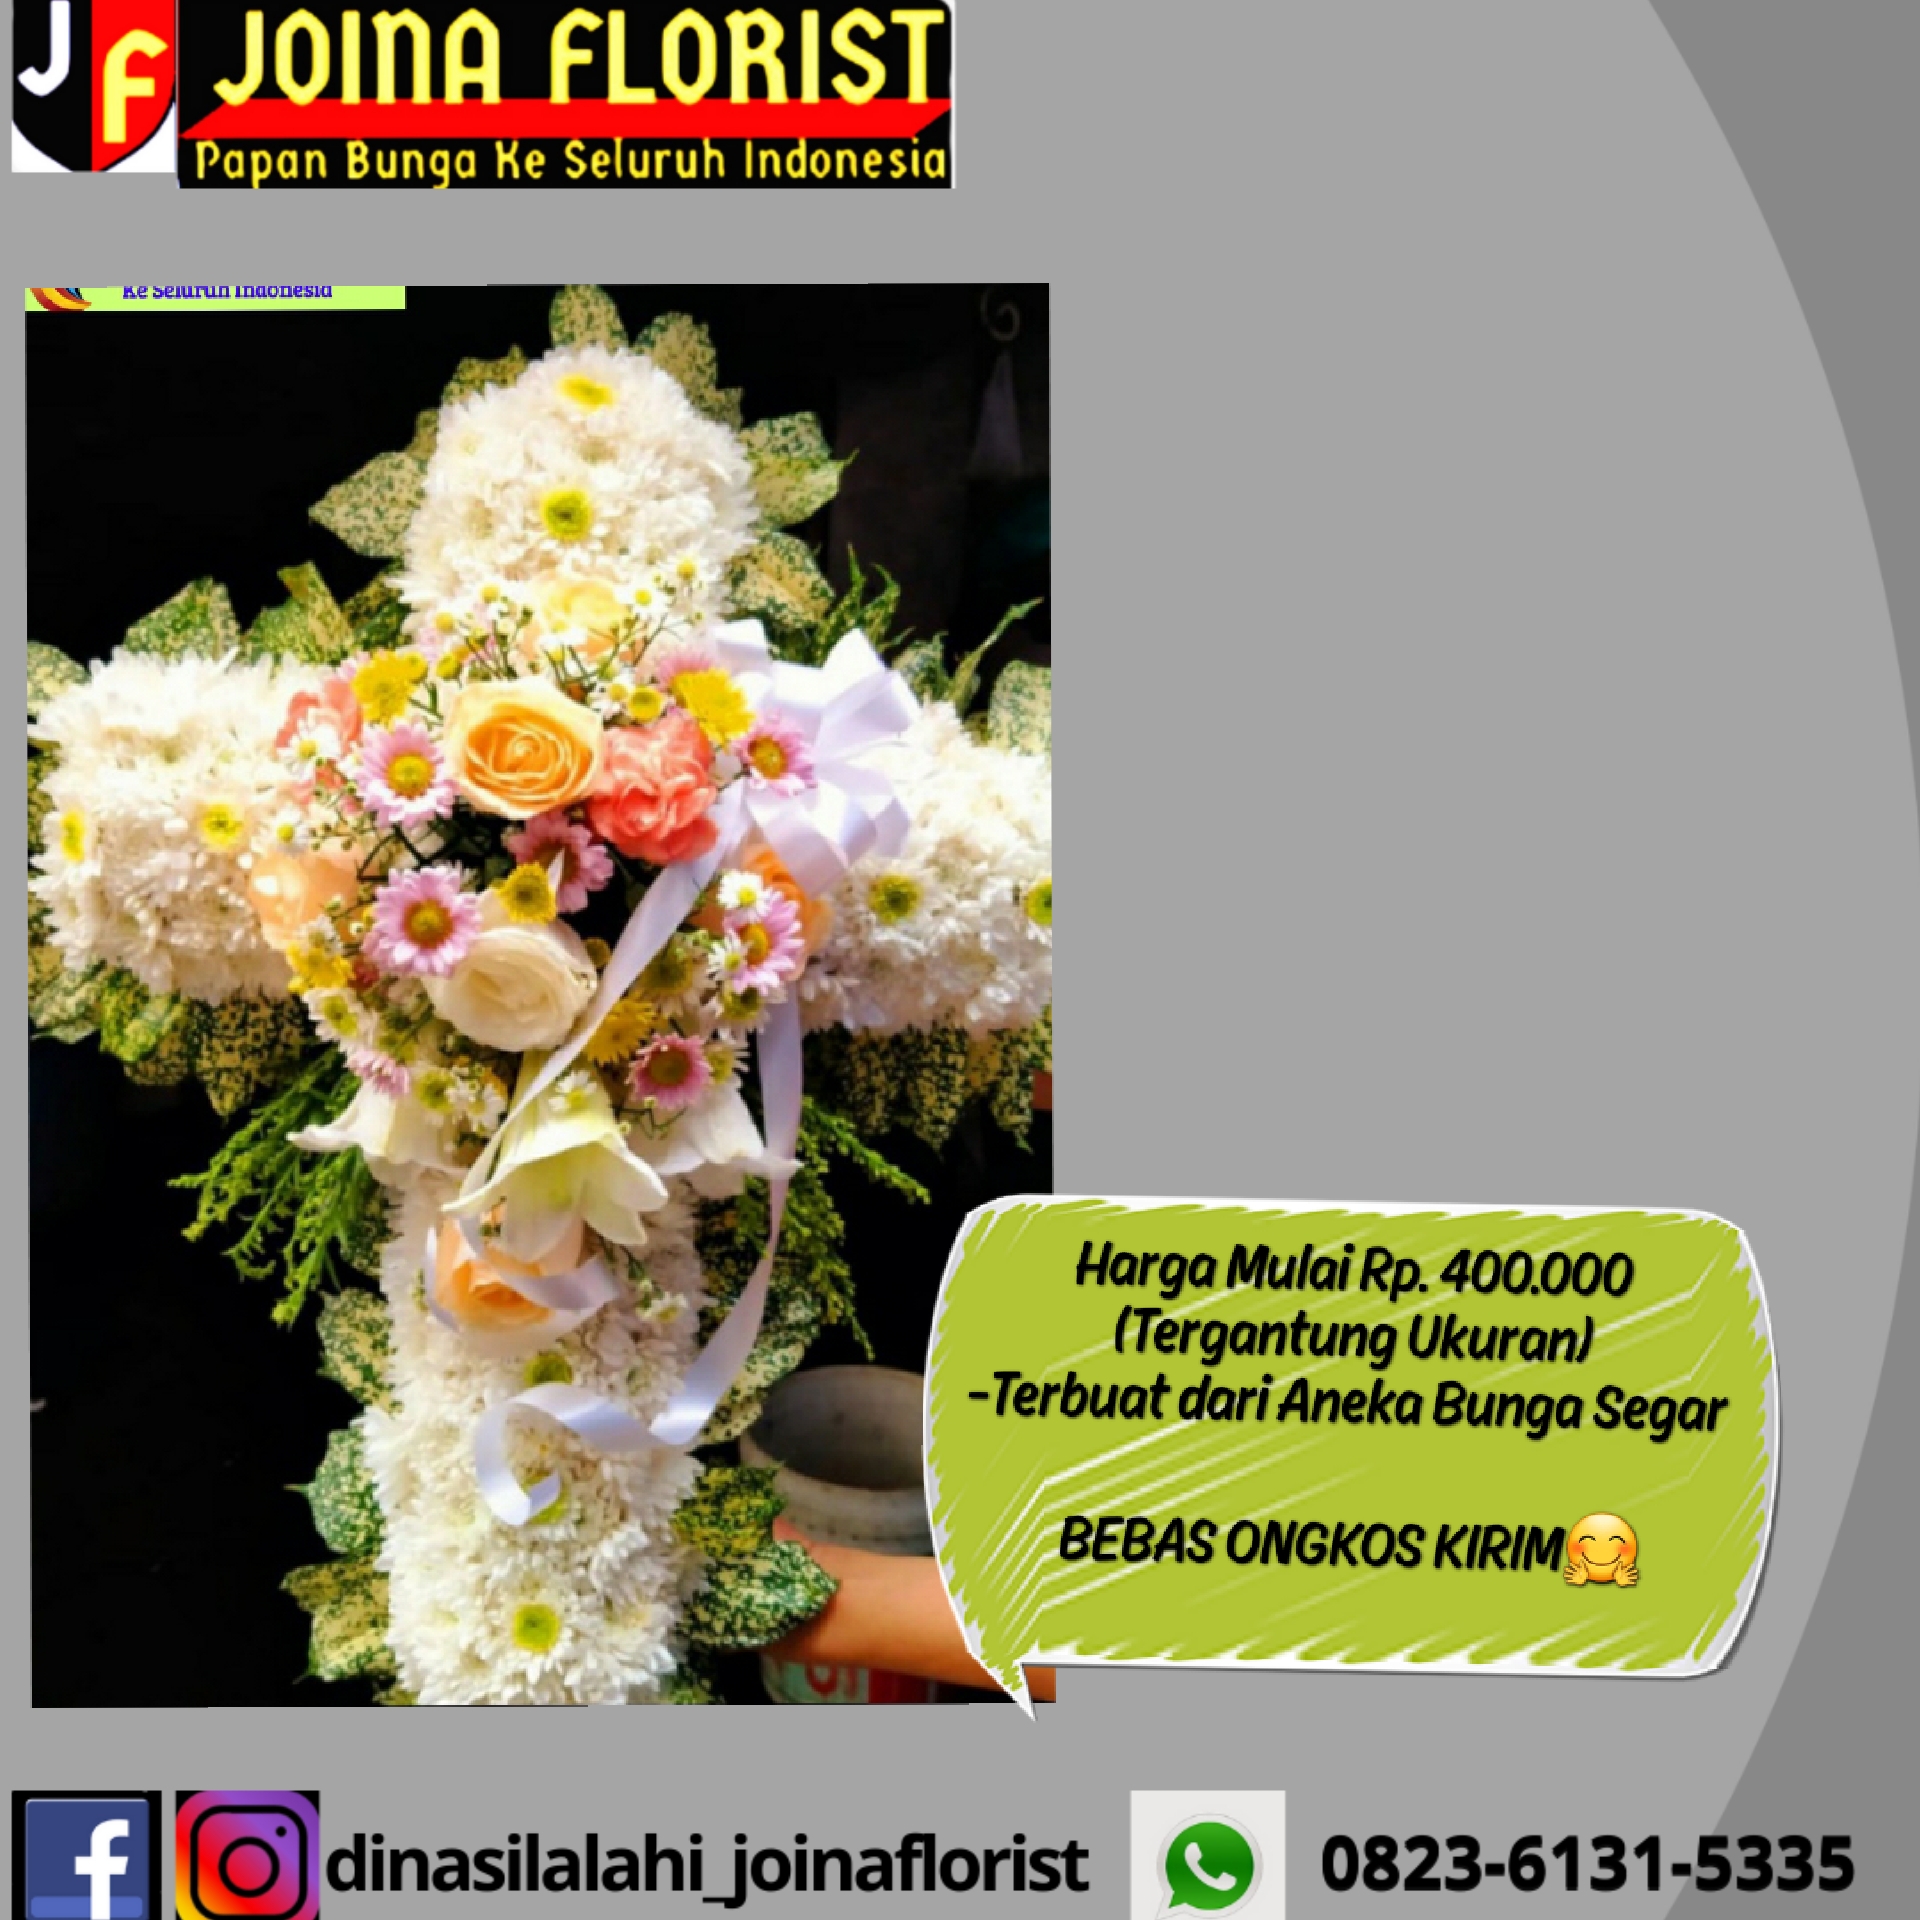 JF JOINA FLORIST
Papan Bunga Ke Seluruh Indonesia
Ke Seluruh Indonesia
Harga Mulai Rp. 400.000
(Tergantung Ukuran)
-Terbuat dari Aneka Bunga Segar
BEBAS ONGKOS KIRIM🤗
dinasilalahi_joinaflorist
0823-6131-5335